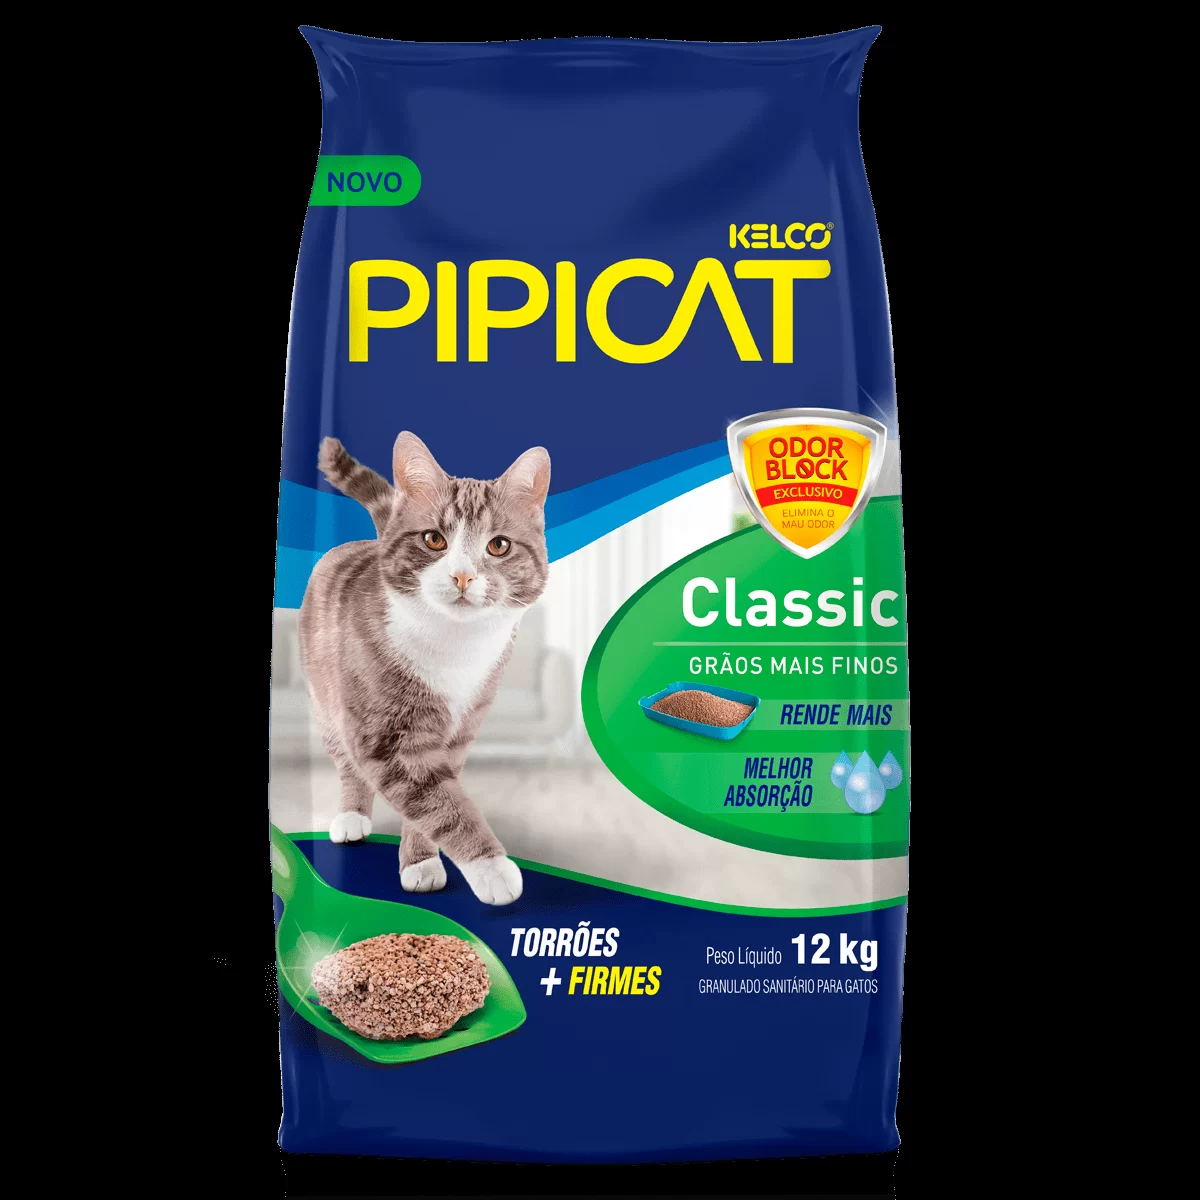 NOVO
KELCO®
PIPICAT
ODOR
BLOCK
EXCLUSIVO
ELIMINA O
MAU ODOR
Classic
GRÃOS MAIS FINOS
RENDE MAIS
MELHOR
ABSORÇÃO
TORRÕES
+ FIRMES
Peso Líquido 12 kg
GRANULADO SANITÁRIO PARA GATOS